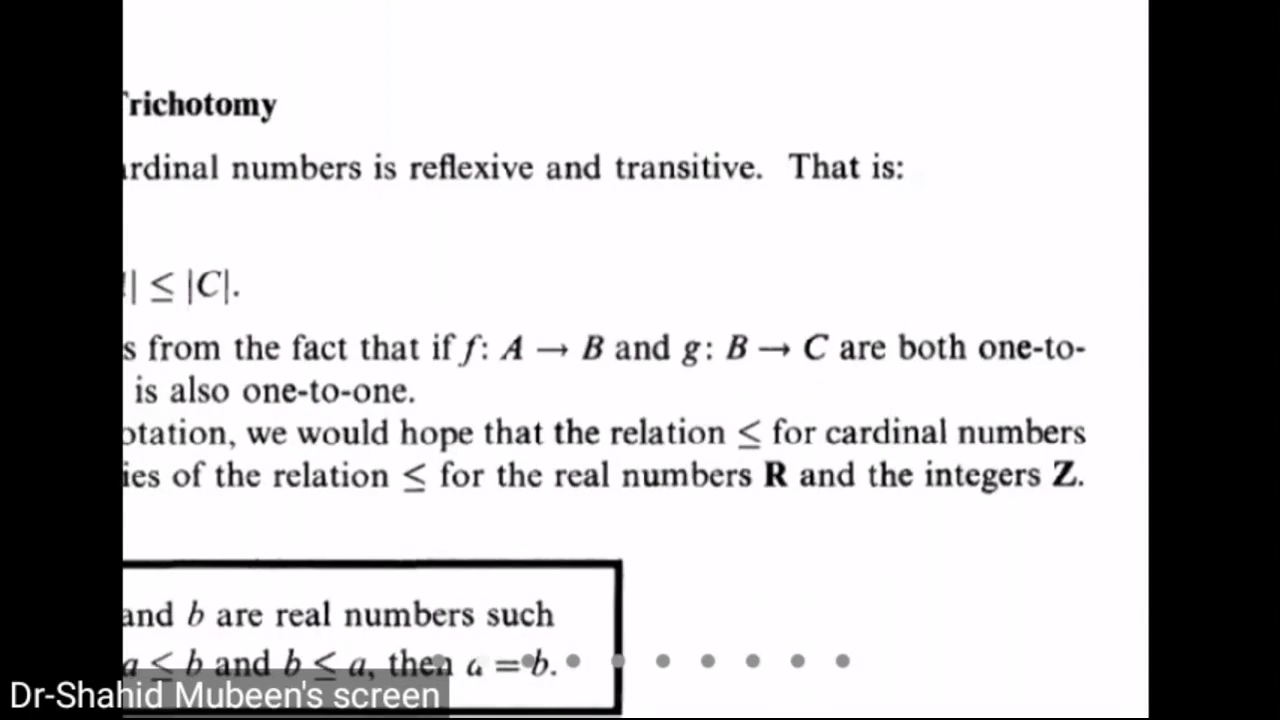 Trichotomy
ardinal numbers is reflexive and transitive. That is:
| ≤ |C|.
s from the fact that if f: A → B and g: B → C are both one-to-
is also one-to-one.
otation, we would hope that the relation ≤ for cardinal numbers
ies of the relation ≤ for the real numbers R and the integers Z.
and b are real numbers such
a ≤ b and b ≤ a, then a = b.
Dr-Shahid Mubeen's screen